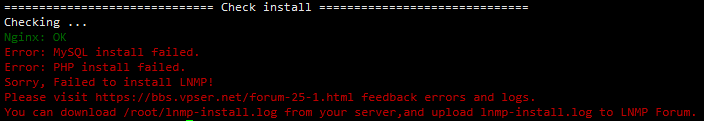 ============================== Check install ==============================
Checking ...
Nginx: OK
Error: MySQL install failed.
Error: PHP install failed.
Sorry, Failed to install LNMP!
Please visit https://bbs.vpser.net/forum-25-1.html feedback errors and logs.
You can download /root/lnmp-install.log from your server,and upload lnmp-install.log to LNMP Forum.